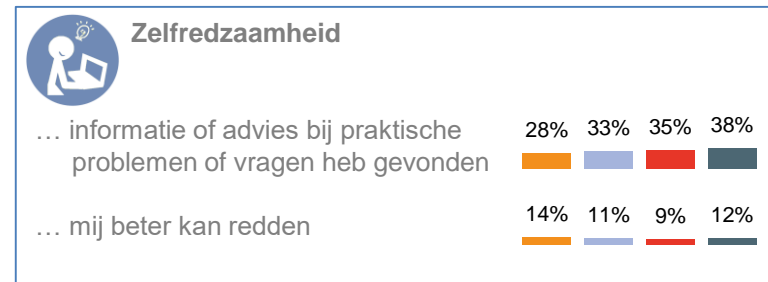 Zelfredzaamheid
… informatie of advies bij praktische
problemen of vragen heb gevonden
28% 33% 35% 38%
… mij beter kan redden
14% 11% 9% 12%